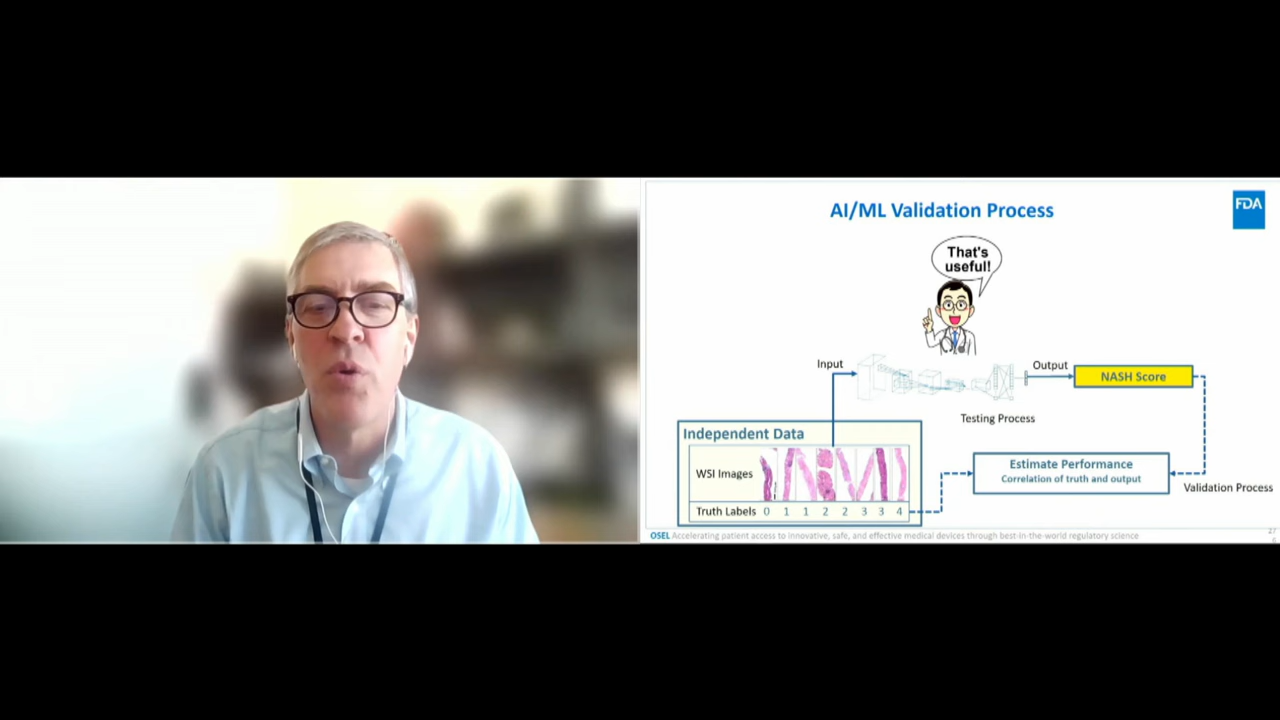 AI/ML Validation Process
FDA
That's
useful!
Input
Output
NASH Score
Testing Process
Independent Data
WSI Images
Truth Labels 0 1 1 2 2 3 3 4
Estimate Performance
Correlation of truth and output
Validation Process
OSEL Accelerating patient access to innovative, safe, and effective medical devices through best-in-the-world regulatory science